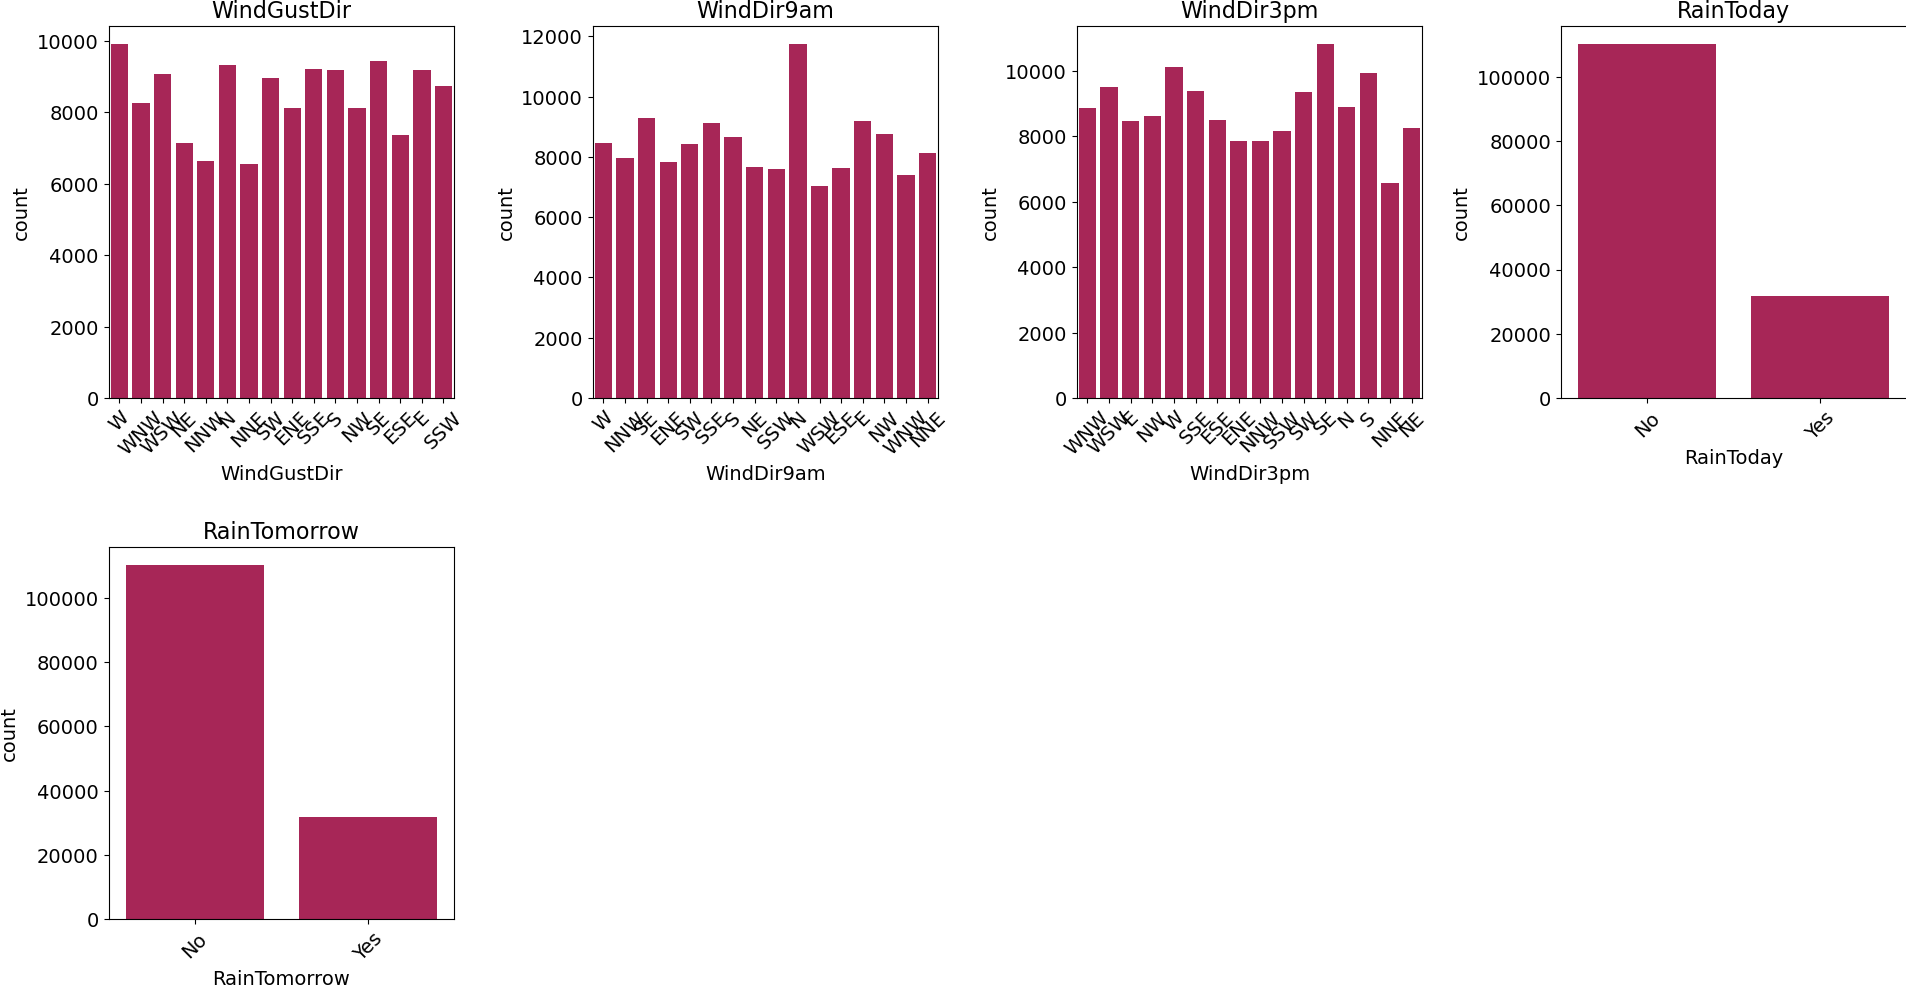 WindGustDir
10000
8000
6000
4000
2000
0
count
W WNW WSW NE NNW N NNE SW ENE SSE S NW SE ESE E SSW
WindGustDir
WindDir9am
12000
10000
8000
6000
4000
2000
0
count
W NNW SE ENE SW SSE S NE SSW N WSW ESE E NW WNW NNE
WindDir9am
WindDir3pm
10000
8000
6000
4000
2000
0
count
WNW WSW E NW W SSE ESE ENE NNW SSW SW SE N S NNE NE
WindDir3pm
RainToday
100000
80000
60000
40000
20000
0
count
No Yes
RainToday
RainTomorrow
100000
80000
60000
40000
20000
0
count
No Yes
RainTomorrow